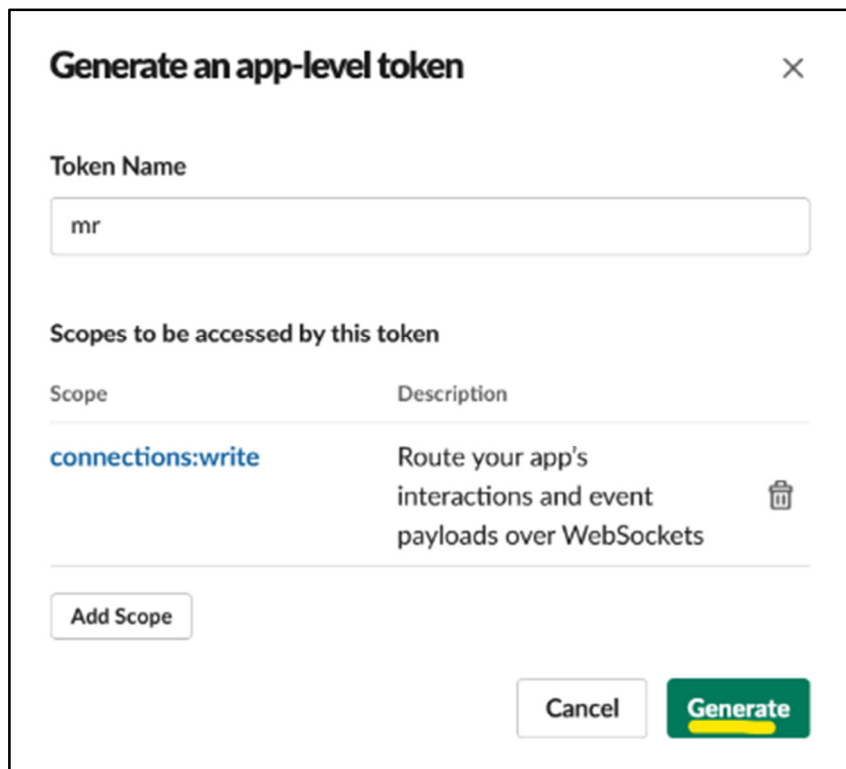 Generate an app-level token
Token Name
mr
Scopes to be accessed by this token
Scope Description
connections:write Route your app's
interactions and event
payloads over WebSockets
Add Scope
Cancel Generate